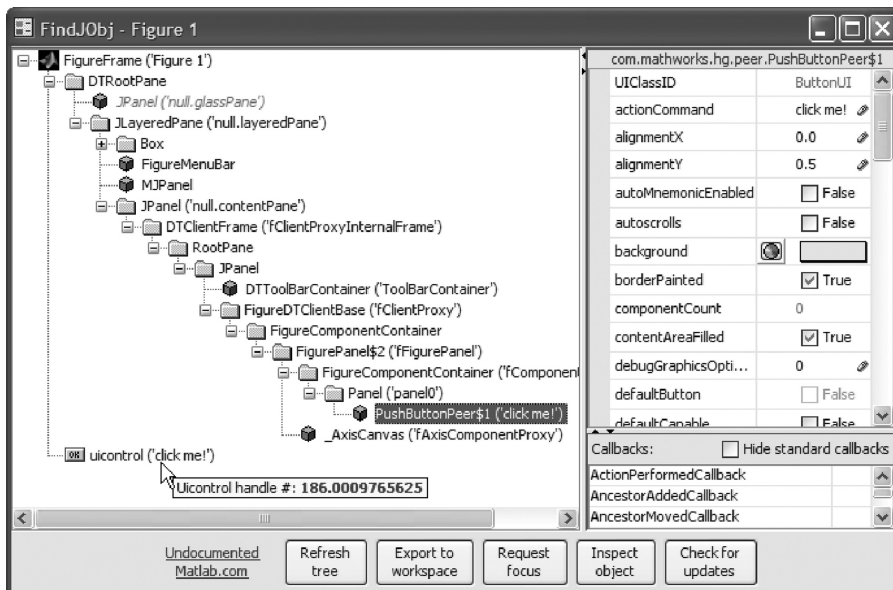 FindJObj - Figure 1
FigureFrame ('Figure 1')
DTRootPane
JPanel ('null.glassPane')
JLayeredPane ('null.layeredPane')
Box
FigureMenuBar
MJPanel
JPanel ('null.contentPane')
DTClientFrame ('fClientProxyInternalFrame')
RootPane
JPanel
DTToolBarContainer ('ToolBarContainer')
FigureDTClientBase ('fClientProxy')
FigureComponentContainer
FigurePanel$2 ('fFigurePanel')
FigureComponentContainer ('fComponent
Panel ('panel0')
PushButtonPeer$1 ('click me!')
_AxisCanvas ('fAxisComponentProxy')
OK uicontrol ('click me!')
Uicontrol handle #: 186.0009765625
com.mathworks.hg.peer.PushButtonPeer$1
UIClassID ButtonUI
actionCommand click me!
alignmentX 0.0
alignmentY 0.5
autoMnemonicEnabled False
autoscrolls False
background
borderPainted True
componentCount 0
contentAreaFilled True
debugGraphicsOpti... 0
defaultButton False
defaultCapable False
Callbacks: Hide standard callbacks
ActionPerformedCallback
AncestorAddedCallback
AncestorMovedCallback
Undocumented
Matlab.com
Refresh
tree
Export to
workspace
Request
focus
Inspect
object
Check for
updates